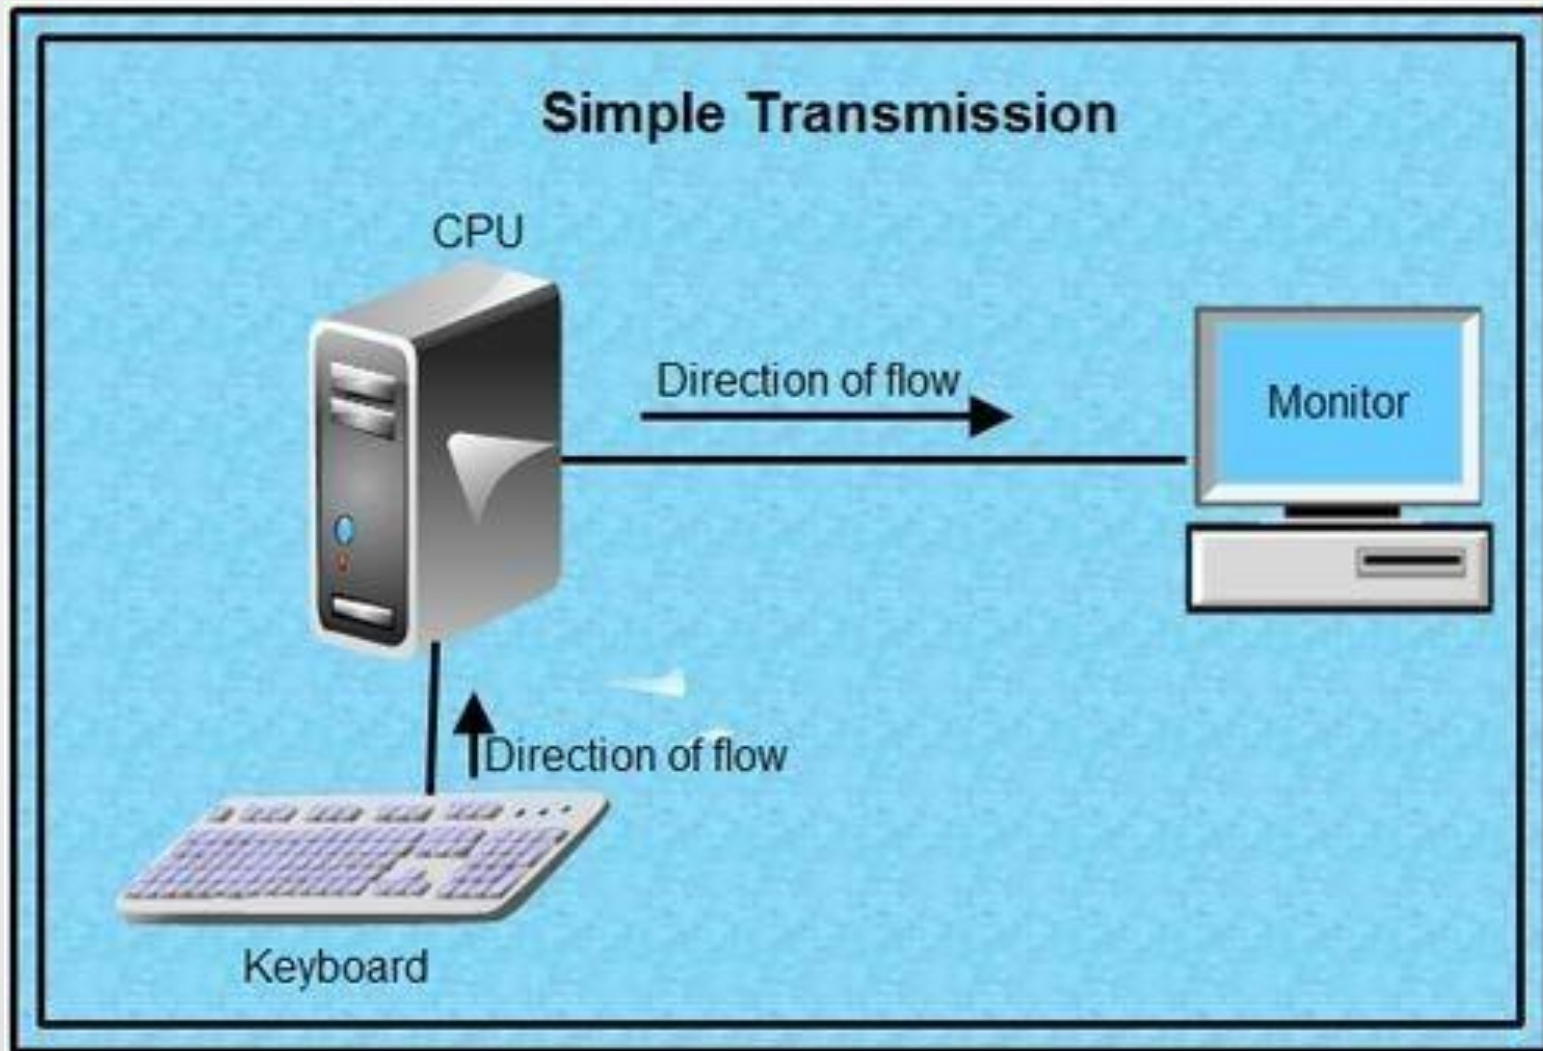 Simple Transmission
CPU
Direction of flow
Monitor
Direction of flow
Keyboard